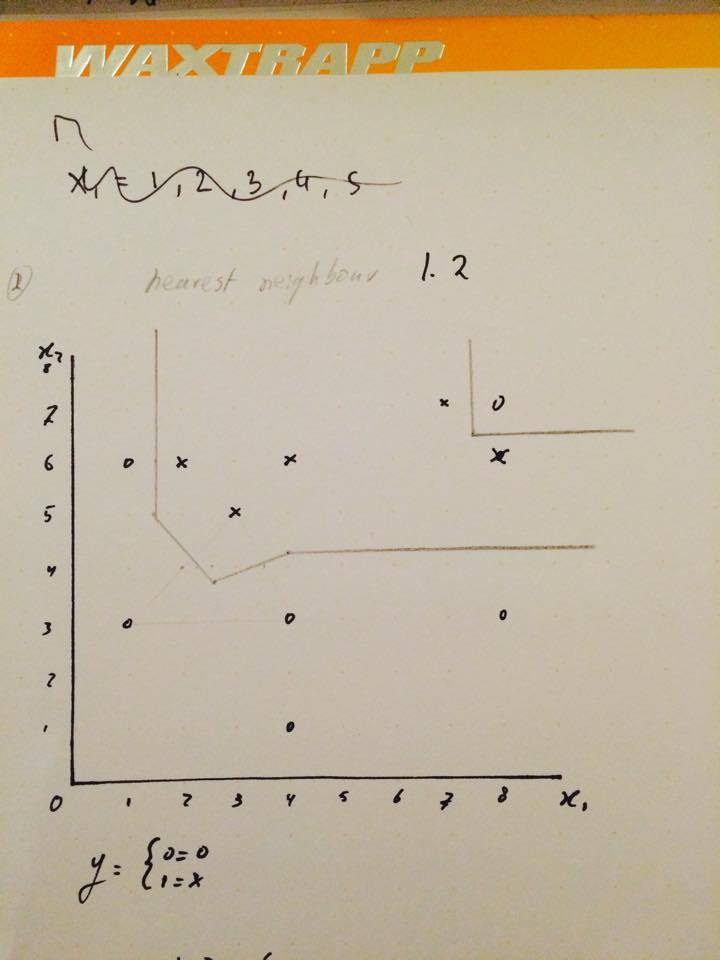 WAXTRAPP
x₁ = 1, 2, 3, 4, 5
1 nearest neighbour 1.2
x₂
8
7
x o
6 o x x x
5 x
4
3 o o o
2
1 o
0 1 2 3 4 5 6 7 8 x₁
y = { 0 = o
1 = x